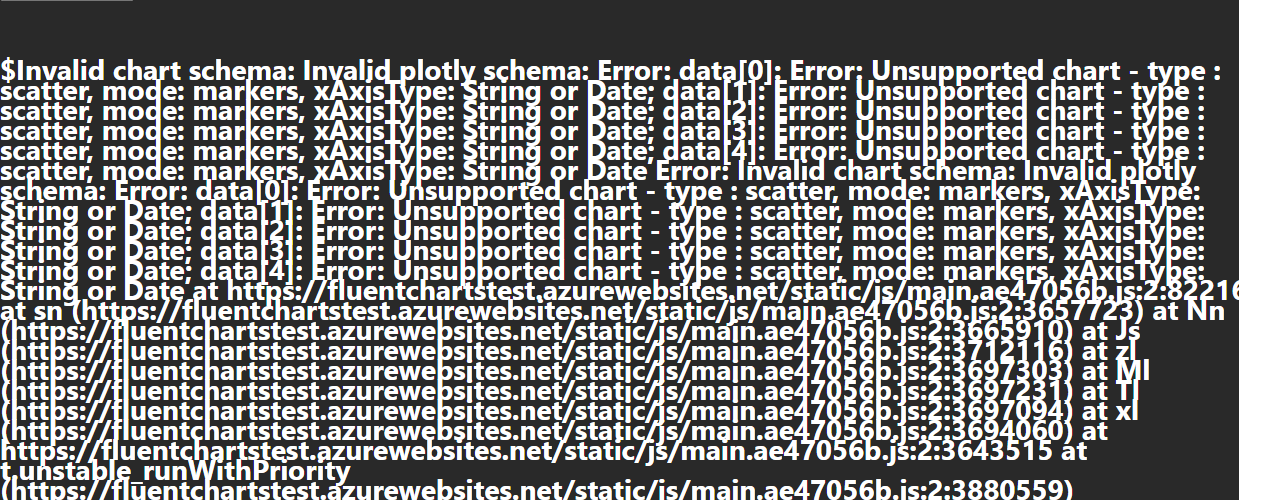 $Invalid chart schema: Invalid plotly schema: Error: data[0]: Error: Unsupported chart - type :
scatter, mode: markers, xAxisType: String or Date; data[1]: Error: Unsupported chart - type :
scatter, mode: markers, xAxisType: String or Date; data[2]: Error: Unsupported chart - type :
scatter, mode: markers, xAxisType: String or Date; data[3]: Error: Unsupported chart - type :
scatter, mode: markers, xAxisType: String or Date; data[4]: Error: Unsupported chart - type :
scatter, mode: markers, xAxisType: String or Date Error: Invalid chart schema: Invalid plotly
schema: Error: data[0]: Error: Unsupported chart - type : scatter, mode: markers, xAxisType:
String or Date; data[1]: Error: Unsupported chart - type : scatter, mode: markers, xAxisType:
String or Date; data[2]: Error: Unsupported chart - type : scatter, mode: markers, xAxisType:
String or Date; data[3]: Error: Unsupported chart - type : scatter, mode: markers, xAxisType:
String or Date; data[4]: Error: Unsupported chart - type : scatter, mode: markers, xAxisType:
String or Date at https://fluentchartstest.azurewebsites.net/static/js/main.ae47056b.js:2:82216
at sn (https://fluentchartstest.azurewebsites.net/static/js/main.ae47056b.js:2:3657723) at Nn
(https://fluentchartstest.azurewebsites.net/static/js/main.ae47056b.js:2:3665910) at Js
(https://fluentchartstest.azurewebsites.net/static/js/main.ae47056b.js:2:3712116) at zl
(https://fluentchartstest.azurewebsites.net/static/js/main.ae47056b.js:2:3697303) at Ml
(https://fluentchartstest.azurewebsites.net/static/js/main.ae47056b.js:2:3697231) at Tl
(https://fluentchartstest.azurewebsites.net/static/js/main.ae47056b.js:2:3697094) at xl
(https://fluentchartstest.azurewebsites.net/static/js/main.ae47056b.js:2:3694060) at
https://fluentchartstest.azurewebsites.net/static/js/main.ae47056b.js:2:3643515 at
t.unstable_runWithPriority
(https://fluentchartstest.azurewebsites.net/static/js/main.ae47056b.js:2:3880559)